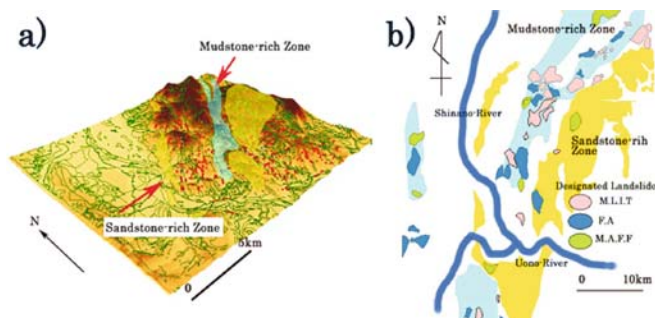 a)
Mudstone-rich Zone
Sandstone-rich Zone
N
0
5km
b)
N
Mudstone-rich Zone
Shinano-River
Sandstone-rih
Zone
Designated Landslide
M.L.I.T
F.A
M.A.F.F
Uono-River
0 10km